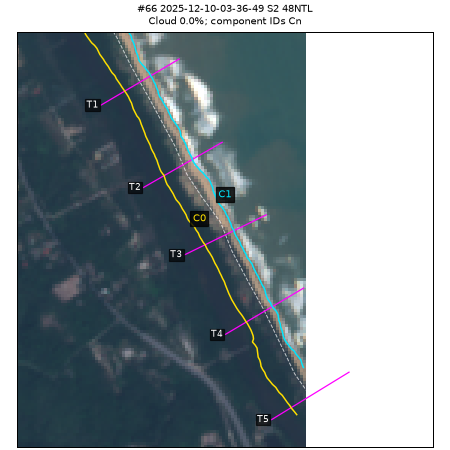 #66 2025-12-10-03-36-49 S2 48NTL
Cloud 0.0%; component IDs Cn
T1
T2
C1
C0
T3
T4
T5